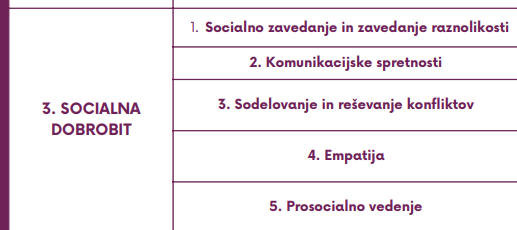 3. SOCIALNA
DOBROBIT
1. Socialno zavedanje in zavedanje raznolikosti
2. Komunikacijske spretnosti
3. Sodelovanje in reševanje konfliktov
4. Empatija
5. Prosocialno vedenje